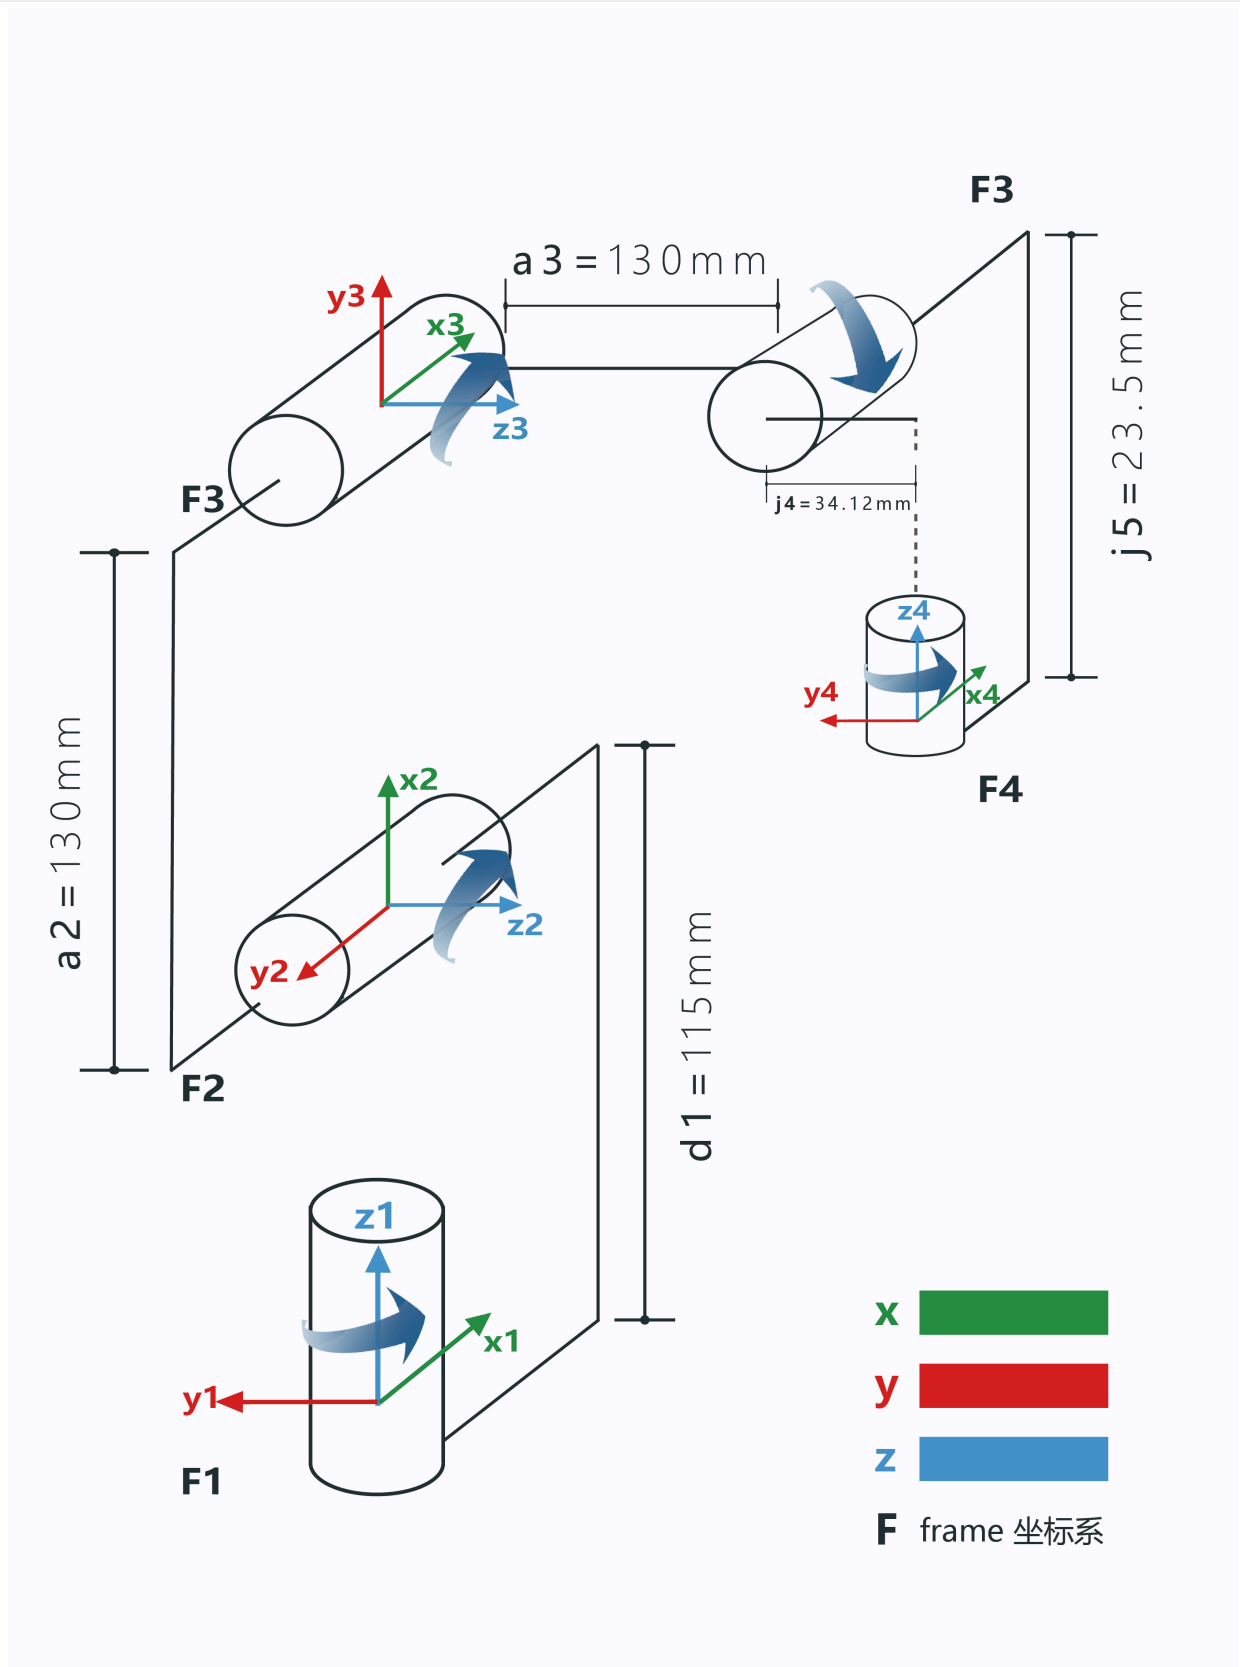 F3
a3=130mm
y3
x3
z3
F3
j4=34.12mm
j5=23.5mm
z4
y4
x4
F4
a2=130mm
x2
z2
y2
F2
d1=115mm
z1
x1
y1
F1
x
y
z
F frame 坐标系